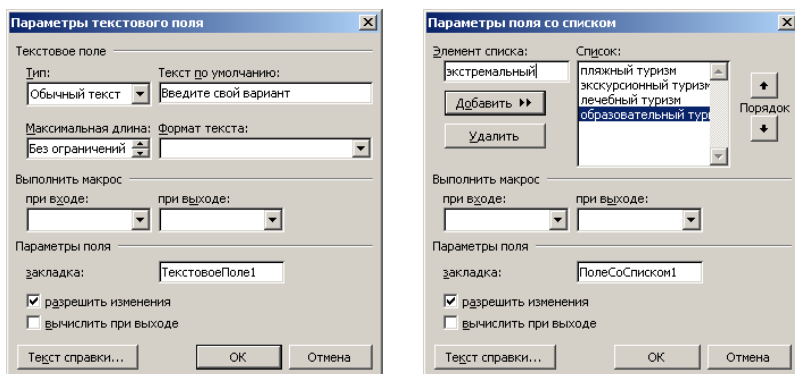 Параметры текстового поля
Текстовое поле
Тип:
Текст по умолчанию:
Обычный текст
Введите свой вариант
Максимальная длина:
Формат текста:
Без ограничений
Выполнить макрос
при входе:
при выходе:
Параметры поля
закладка:
ТекстовоеПоле1
разрешить изменения
вычислить при выходе
Текст справки...
ОК
Отмена
Параметры поля со списком
Элемент списка:
Список:
экстремальный
пляжный туризм
экскурсионный туризм
лечебный туризм
образовательный тури
Добавить
Удалить
Порядок
Выполнить макрос
при входе:
при выходе:
Параметры поля
закладка:
ПолеСоСписком1
разрешить изменения
вычислить при выходе
Текст справки...
ОК
Отмена